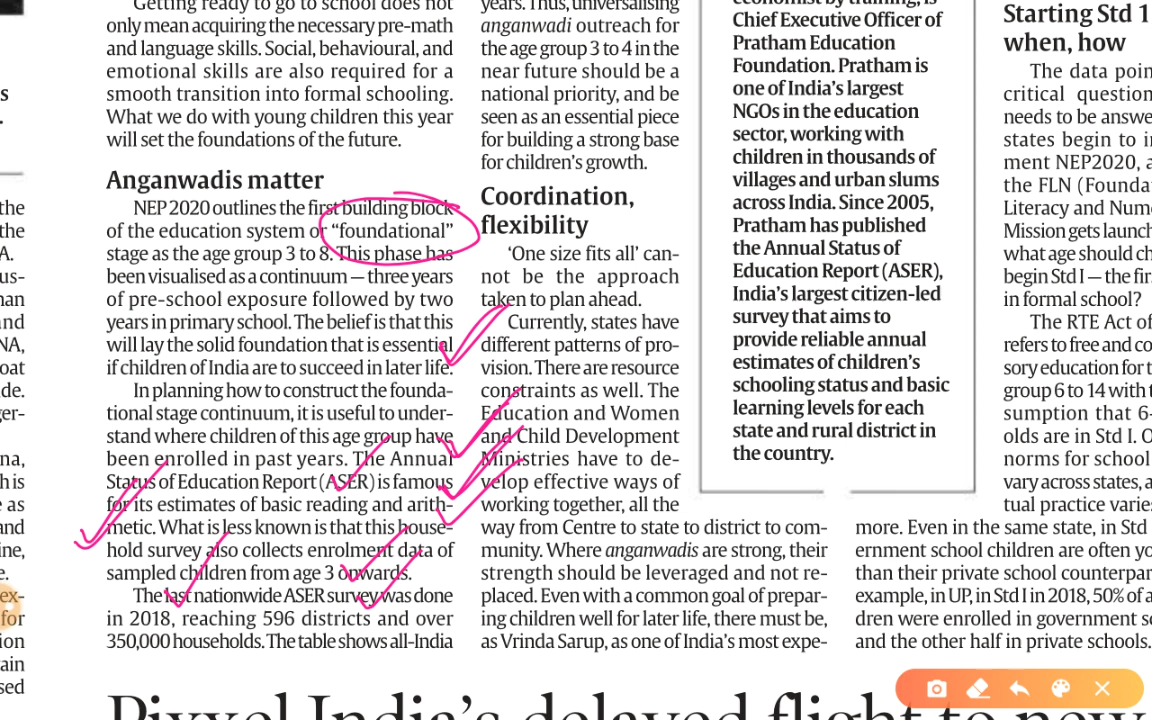 Getting ready to go to school does not
only mean acquiring the necessary pre-math
and language skills. Social, behavioural, and
emotional skills are also required for a
smooth transition into formal schooling.
What we do with young children this year
will set the foundations of the future.
Anganwadis matter
NEP 2020 outlines the first building block
of the education system or "foundational"
stage as the age group 3 to 8. This phase has
been visualised as a continuum — three years
of pre-school exposure followed by two
years in primary school. The belief is that this
will lay the solid foundation that is essential
if children of India are to succeed in later life.
In planning how to construct the founda-
tional stage continuum, it is useful to under-
stand where children of this age group have
been enrolled in past years. The Annual
Status of Education Report (ASER) is famous
for its estimates of basic reading and arith-
metic. What is less known is that this house-
hold survey also collects enrolment data of
sampled children from age 3 onwards.
The last nationwide ASER survey was done
in 2018, reaching 596 districts and over
350,000 households. The table shows all-India
years. Thus, universalising
anganwadi outreach for
the age group 3 to 4 in the
near future should be a
national priority, and be
seen as an essential piece
for building a strong base
for children's growth.
Coordination,
flexibility
'One size fits all' can-
not be the approach
taken to plan ahead.
Currently, states have
different patterns of pro-
vision. There are resource
constraints as well. The
Education and Women
and Child Development
Ministries have to de-
velop effective ways of
working together, all the
way from Centre to state to district to com-
munity. Where anganwadis are strong, their
strength should be leveraged and not re-
placed. Even with a common goal of prepar-
ing children well for later life, there must be,
as Vrinda Sarup, as one of India's most expe-
economist by training, is
Chief Executive Officer of
Pratham Education
Foundation. Pratham is
one of India's largest
NGOs in the education
sector, working with
children in thousands of
villages and urban slums
across India. Since 2005,
Pratham has published
the Annual Status of
Education Report (ASER),
India's largest citizen-led
survey that aims to
provide reliable annual
estimates of children's
schooling status and basic
learning levels for each
state and rural district in
the country.
Starting Std 1
when, how
The data poin
critical question
needs to be answe
states begin to i
ment NEP2020, a
the FLN (Founda
Literacy and Num
Mission gets launc
what age should ch
begin Std I — the fir
in formal school?
The RTE Act of
refers to free and co
sory education for t
group 6 to 14 with t
sumption that 6-
olds are in Std I. O
norms for school
vary across states, a
tual practice varie
more. Even in the same state, in Std
ernment school children are often yo
than their private school counterpar
example, in UP, in Std I in 2018, 50% of a
dren were enrolled in government sc
and the other half in private schools.
Pixxel India's delayed flight to new